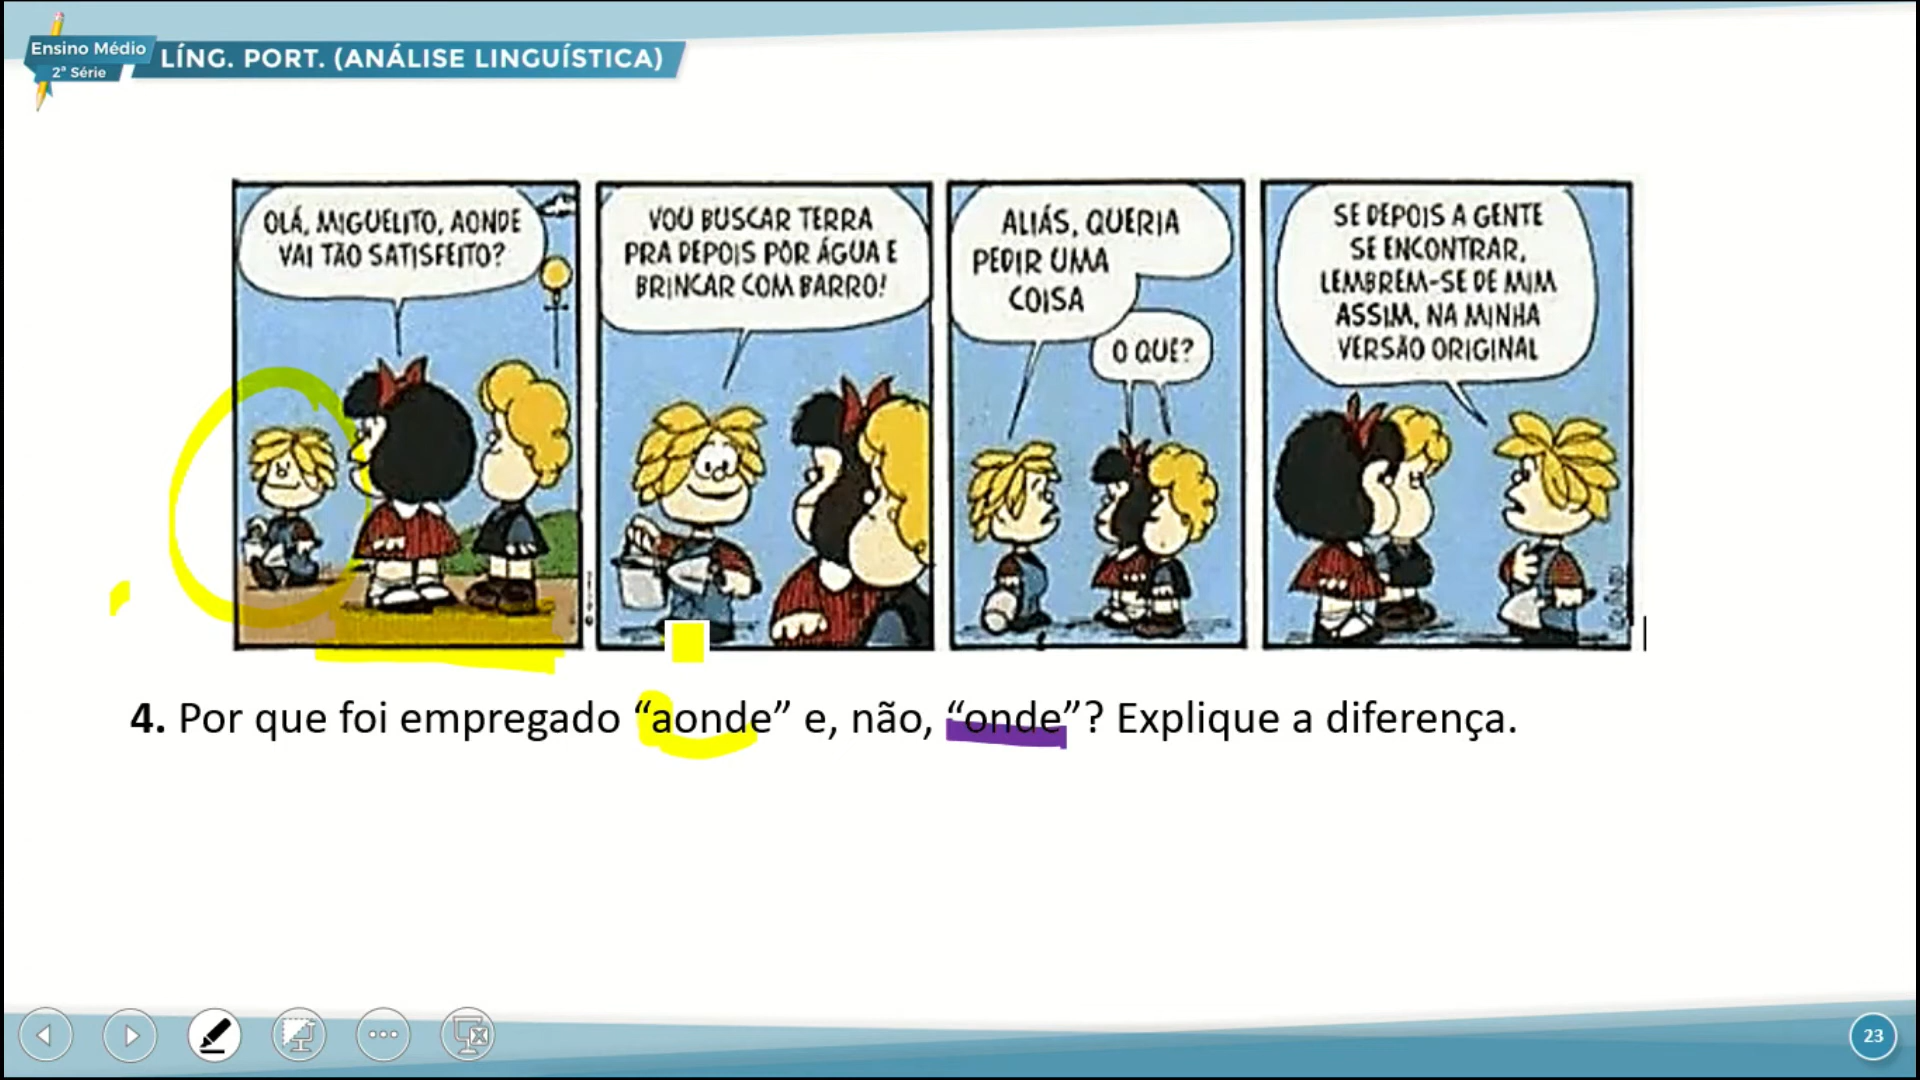 Ensino Médio
2ª Série
LÍNG. PORT. (ANÁLISE LINGUÍSTICA)
OLÁ, MIGUELITO, AONDE
VAI TÃO SATISFEITO?
VOU BUSCAR TERRA
PRA DEPOIS PÔR ÁGUA E
BRINCAR COM BARRO!
ALIÁS, QUERIA
PEDIR UMA
COISA
O QUE?
SE DEPOIS A GENTE
SE ENCONTRAR,
LEMBREM-SE DE MIM
ASSIM, NA MINHA
VERSÃO ORIGINAL
4. Por que foi empregado “aonde” e, não, “onde”? Explique a diferença.
23